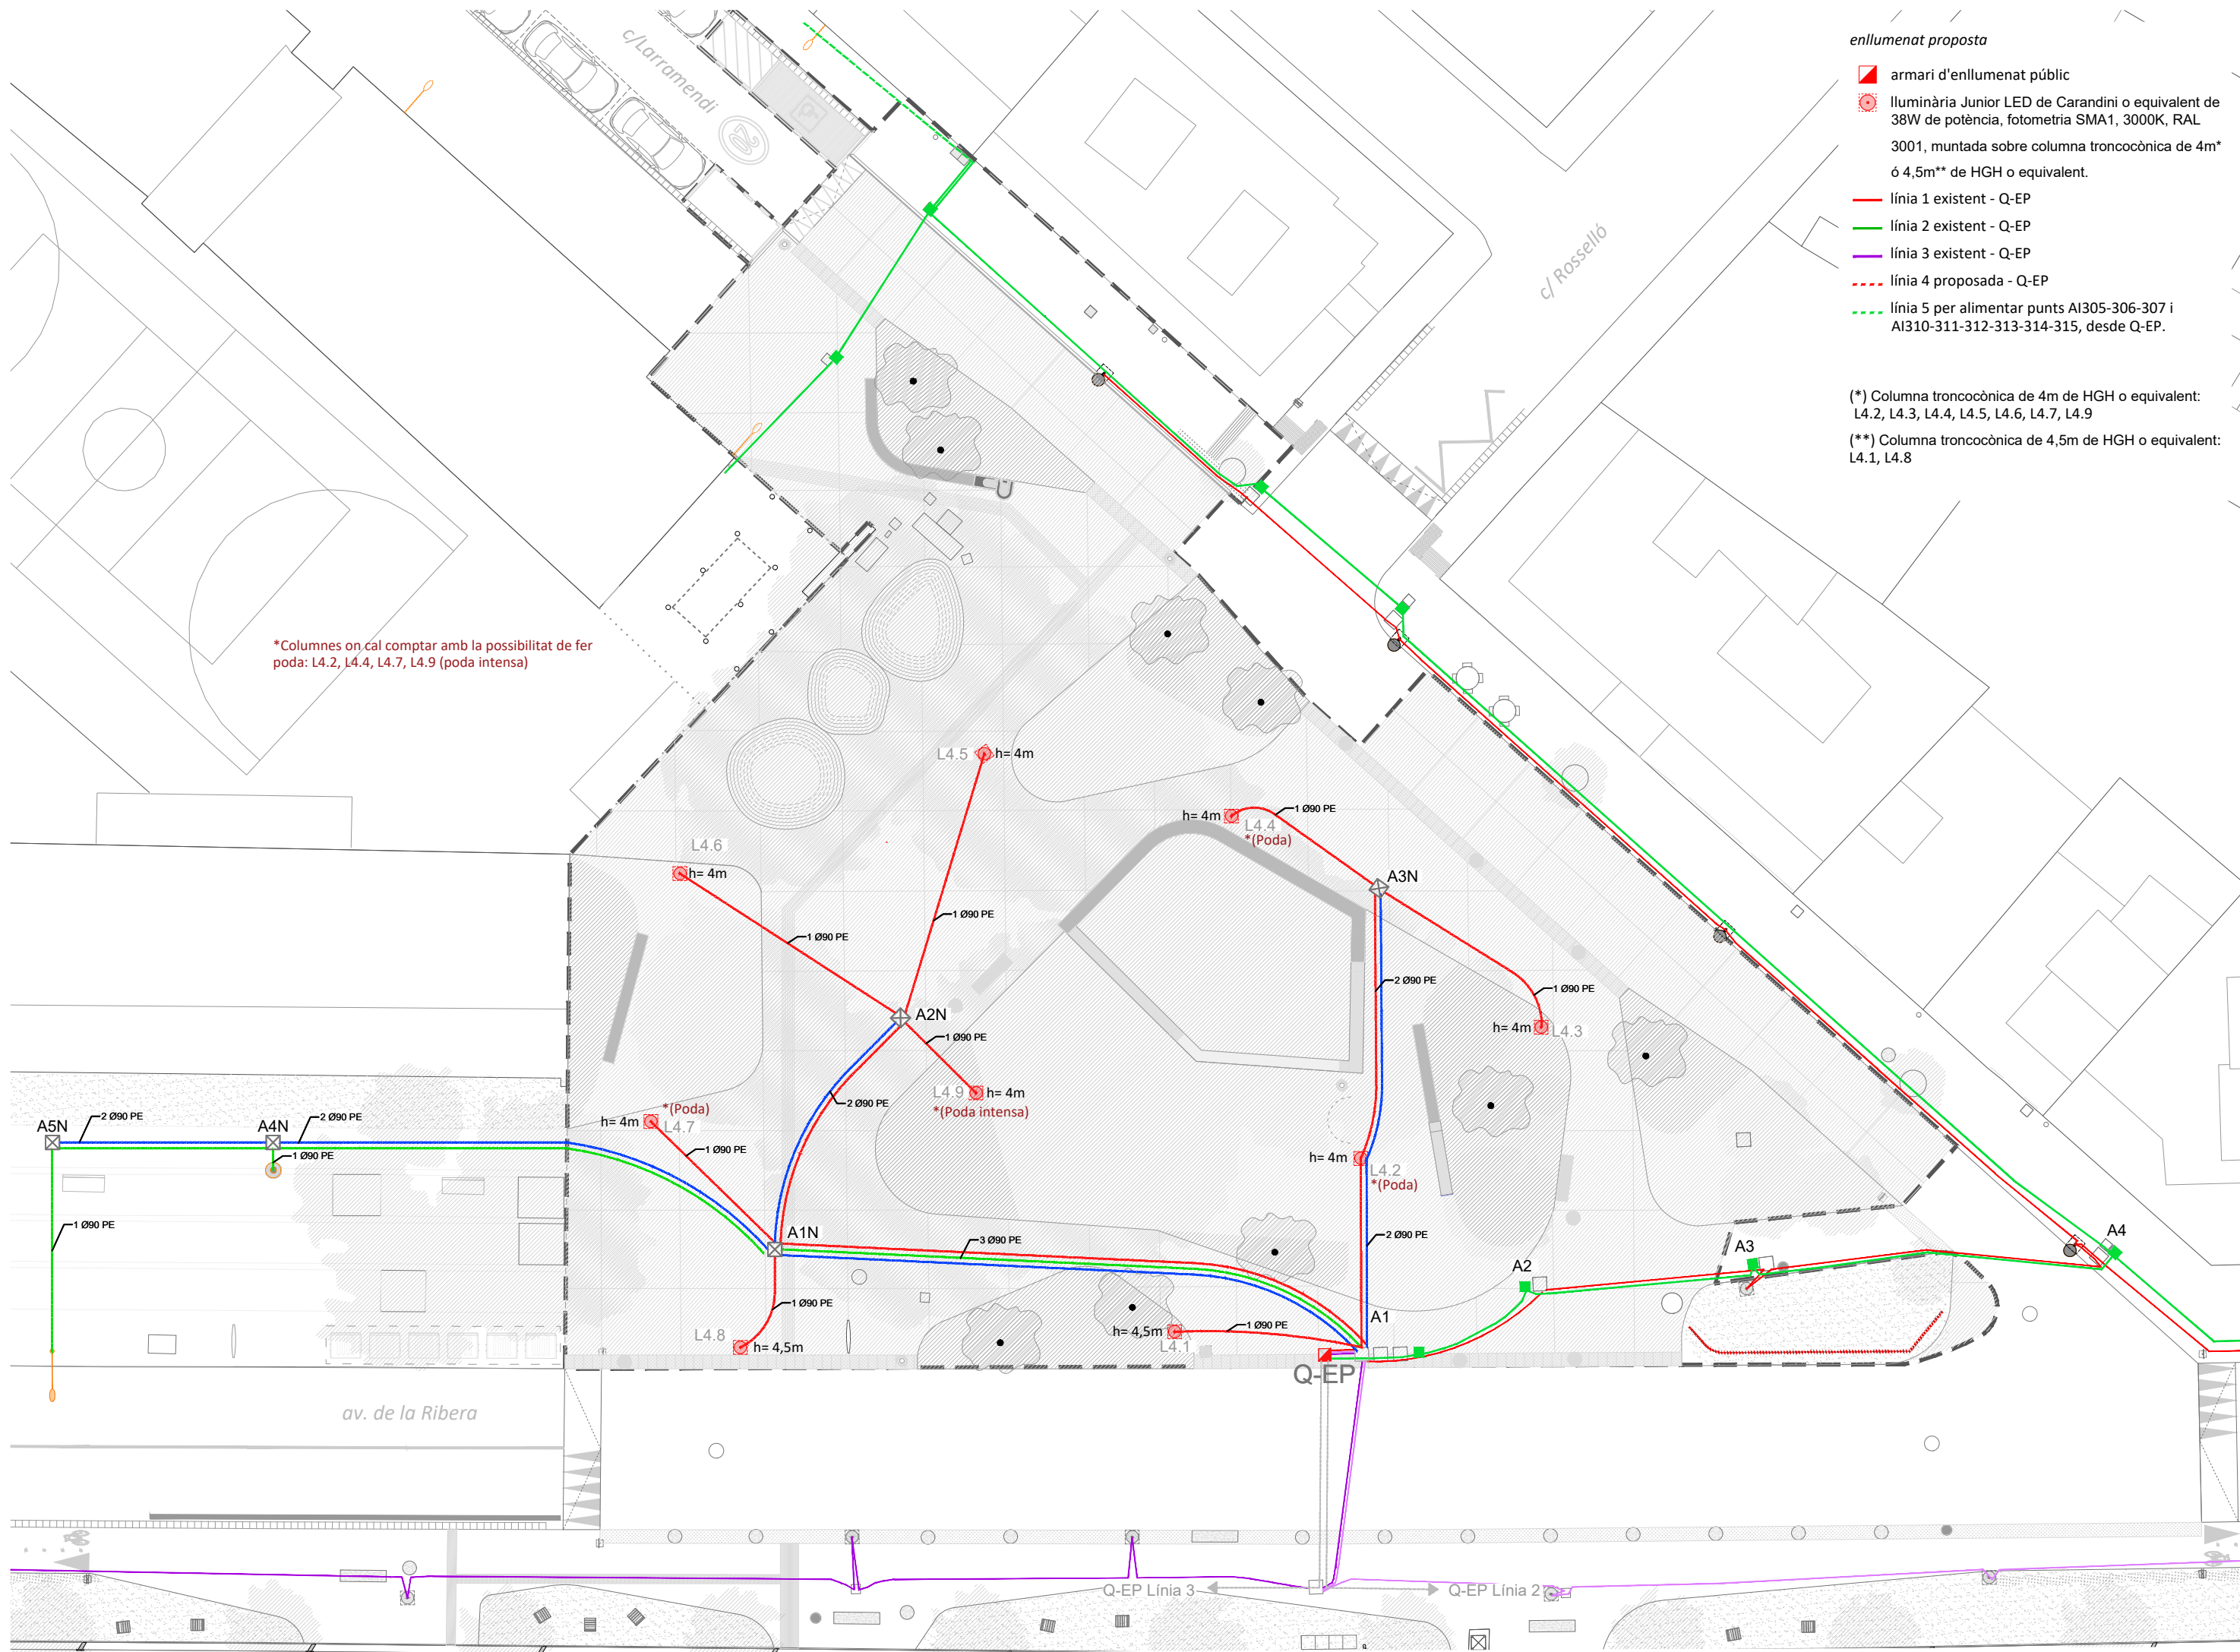 enllumenat proposta
armari d'enllumenat públic
lluminària Junior LED de Carandini o equivalent de
38W de potència, fotometria SMA1, 3000K, RAL
3001, muntada sobre columna troncocònica de 4m*
ó 4,5m** de HGH o equivalent.
línia 1 existent - Q-EP
línia 2 existent - Q-EP
línia 3 existent - Q-EP
línia 4 proposada - Q-EP
línia 5 per alimentar punts AI305-306-307 i
AI310-311-312-313-314-315, desde Q-EP.
(*) Columna troncocònica de 4m de HGH o equivalent:
L4.2, L4.3, L4.4, L4.5, L4.6, L4.7, L4.9
(**) Columna troncocònica de 4,5m de HGH o equivalent:
L4.1, L4.8
c/Larramendi
20
c/ Rosselló
*Columnes on cal comptar amb la possibilitat de fer
poda: L4.2, L4.4, L4.7, L4.9 (poda intensa)
L4.5 h= 4m
h= 4m 1 Ø90 PE
L4.4
*(Poda)
L4.6
h= 4m
A3N
1 Ø90 PE
1 Ø90 PE
2 Ø90 PE
1 Ø90 PE
A2N
h= 4m L4.3
1 Ø90 PE
L4.9 h= 4m
*(Poda intensa)
2 Ø90 PE
*(Poda)
h= 4m L4.7
A5N 2 Ø90 PE
A4N 2 Ø90 PE
1 Ø90 PE
1 Ø90 PE
h= 4m L4.2
*(Poda)
1 Ø90 PE
A1N
3 Ø90 PE
2 Ø90 PE
A4
A3
A2
1 Ø90 PE
A1
L4.8 h= 4,5m
h= 4,5m L4.1
1 Ø90 PE
Q-EP
av. de la Ribera
Q-EP Línia 3
Q-EP Línia 2